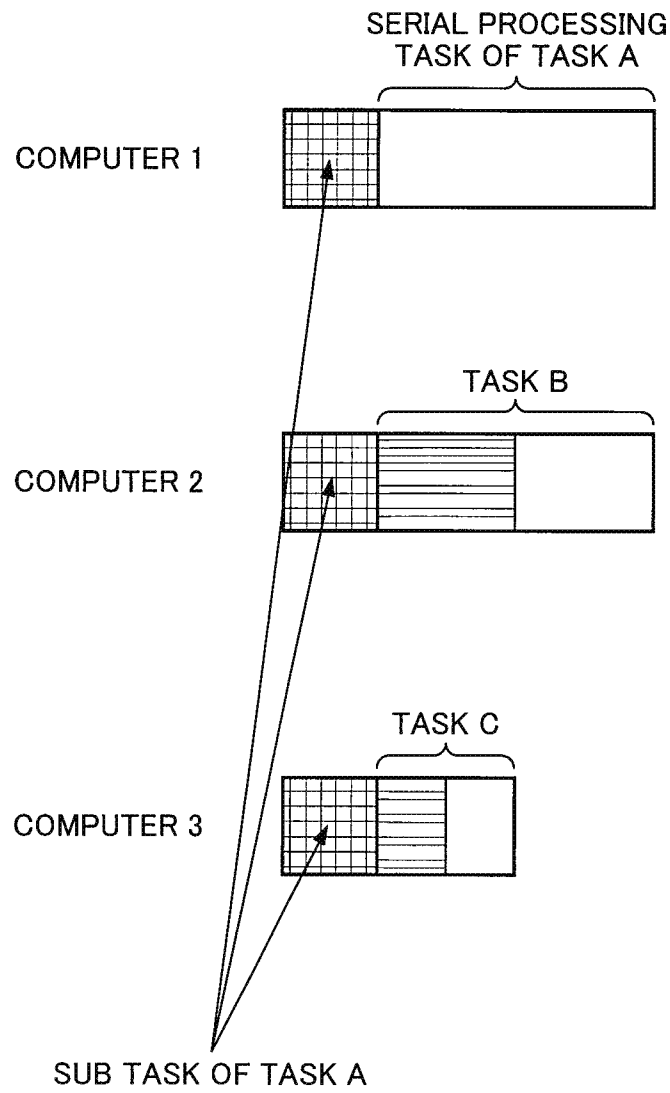 SERIAL PROCESSING
TASK OF TASK A
COMPUTER 1
TASK B
COMPUTER 2
TASK C
COMPUTER 3
SUB TASK OF TASK A